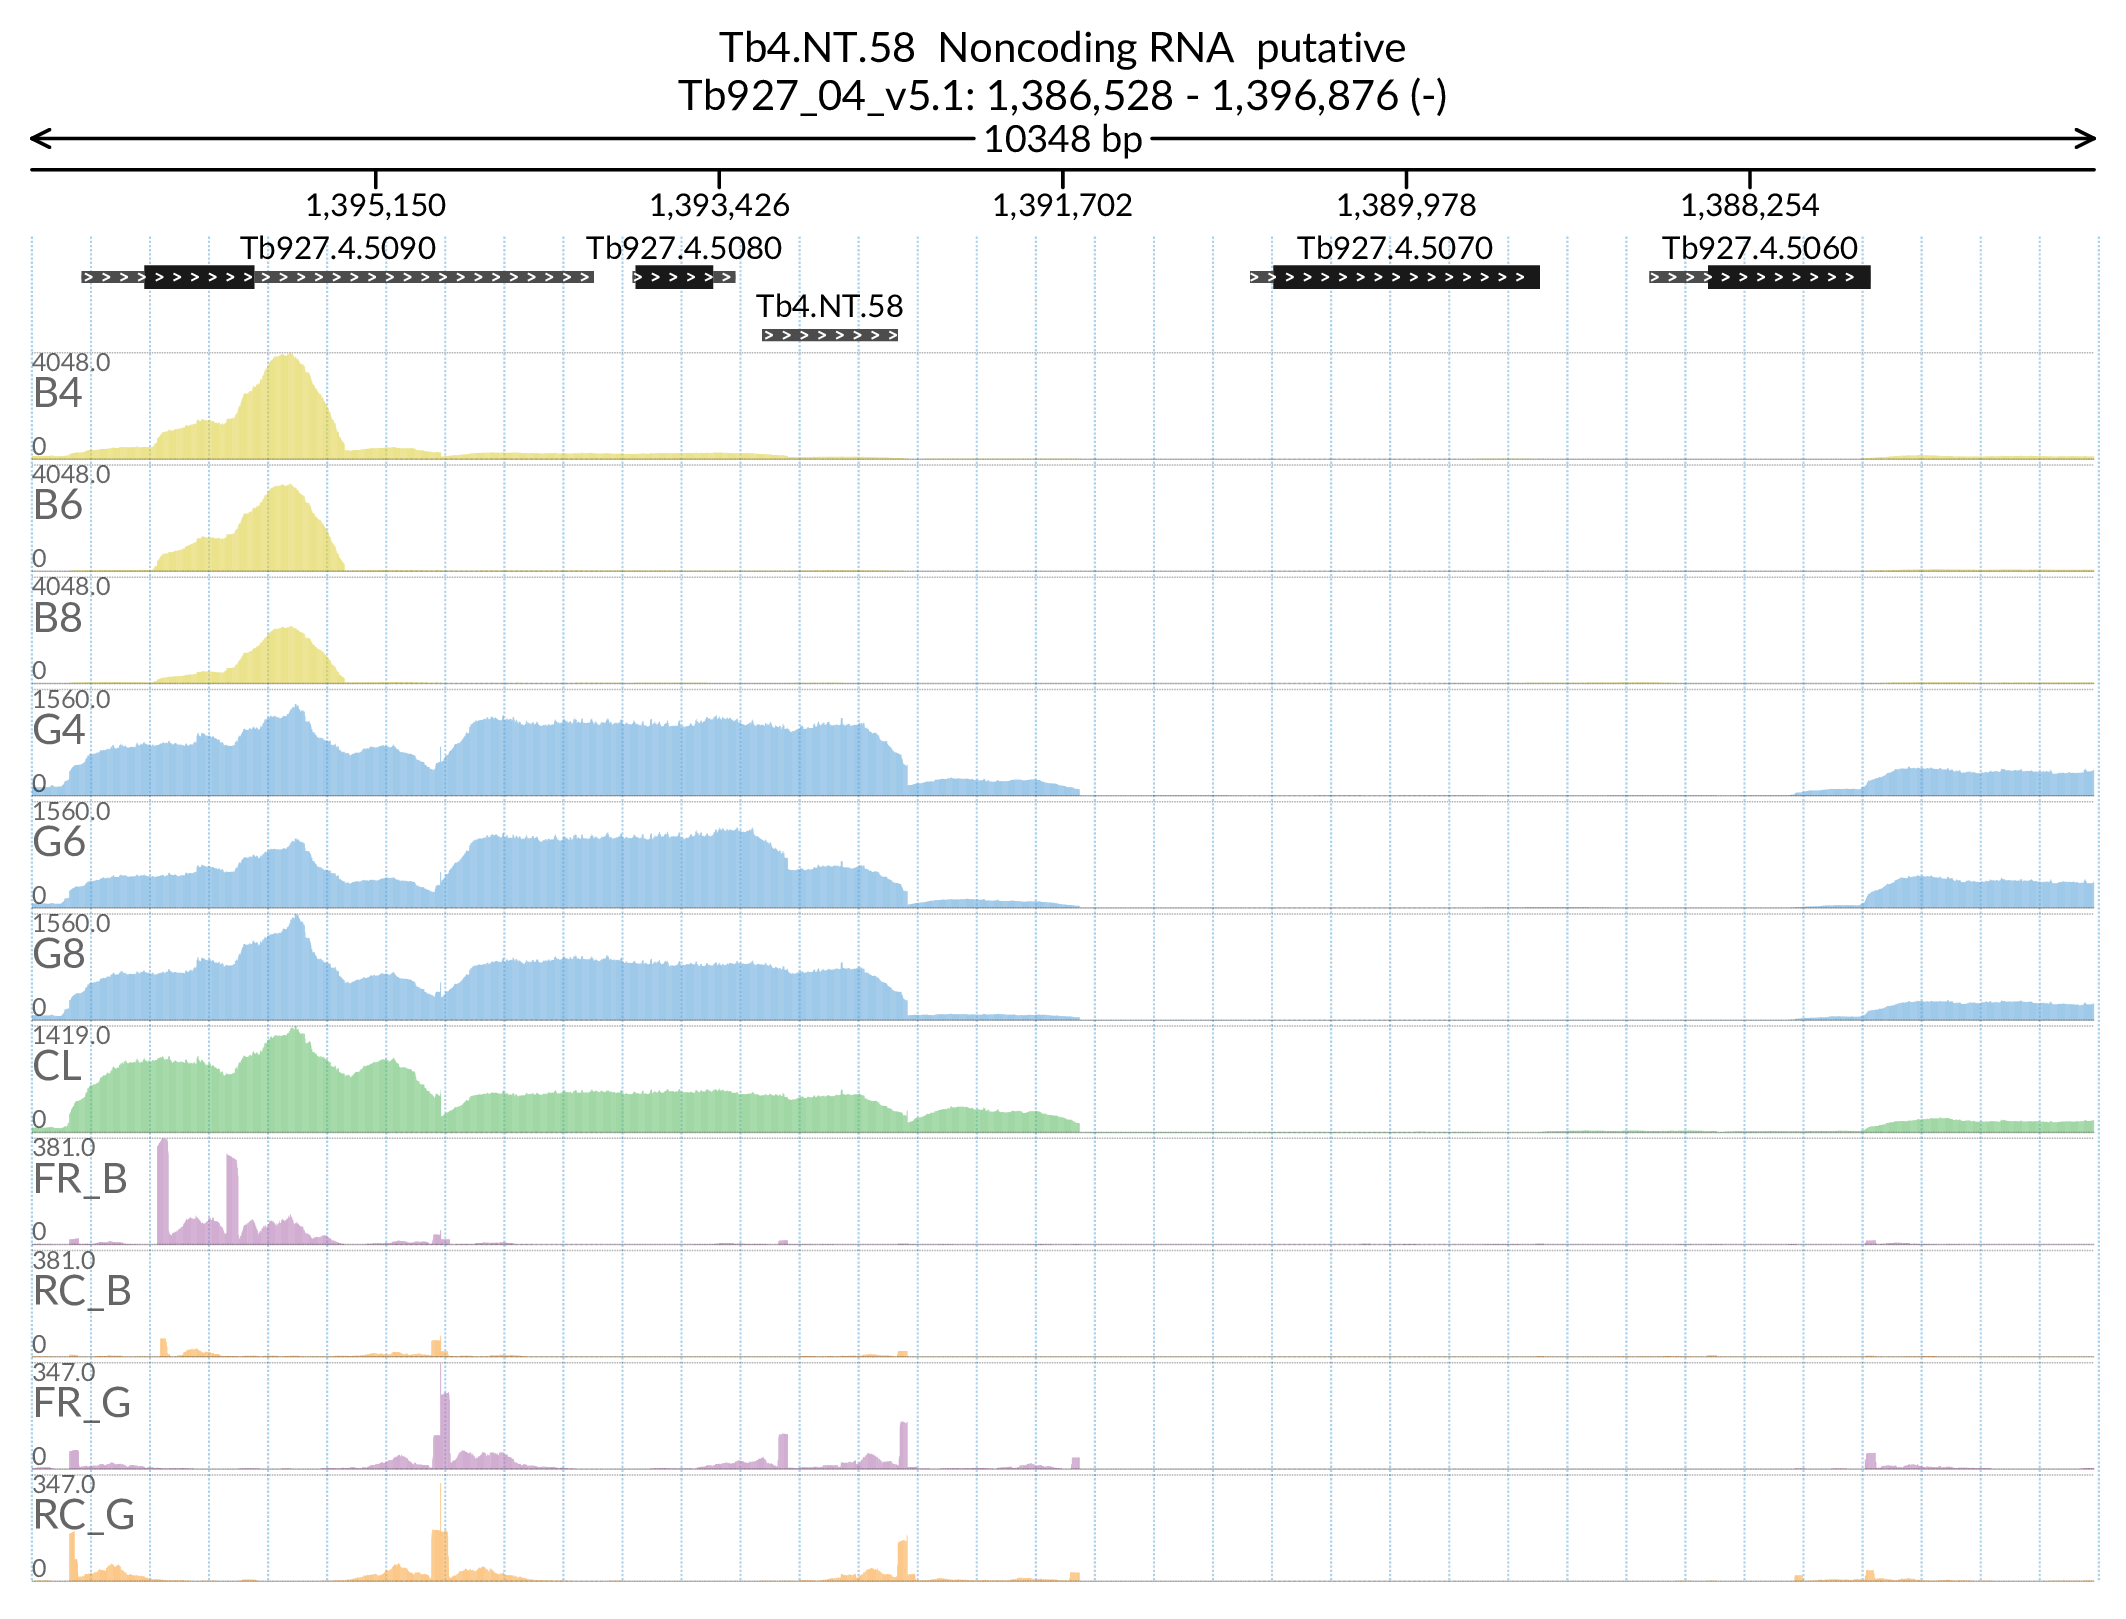 Tb4.NT.58  Noncoding RNA  putative
Tb927_04_v5.1: 1,386,528 - 1,396,876 (-)
10348 bp
1,395,150 1,393,426 1,391,702 1,389,978 1,388,254
Tb927.4.5090 Tb927.4.5080 Tb927.4.5070 Tb927.4.5060
Tb4.NT.58
4048.0
B4
0
4048.0
B6
0
4048.0
B8
0
1560.0
G4
0
1560.0
G6
0
1560.0
G8
0
1419.0
CL
0
381.0
FR_B
0
381.0
RC_B
0
347.0
FR_G
0
347.0
RC_G
0